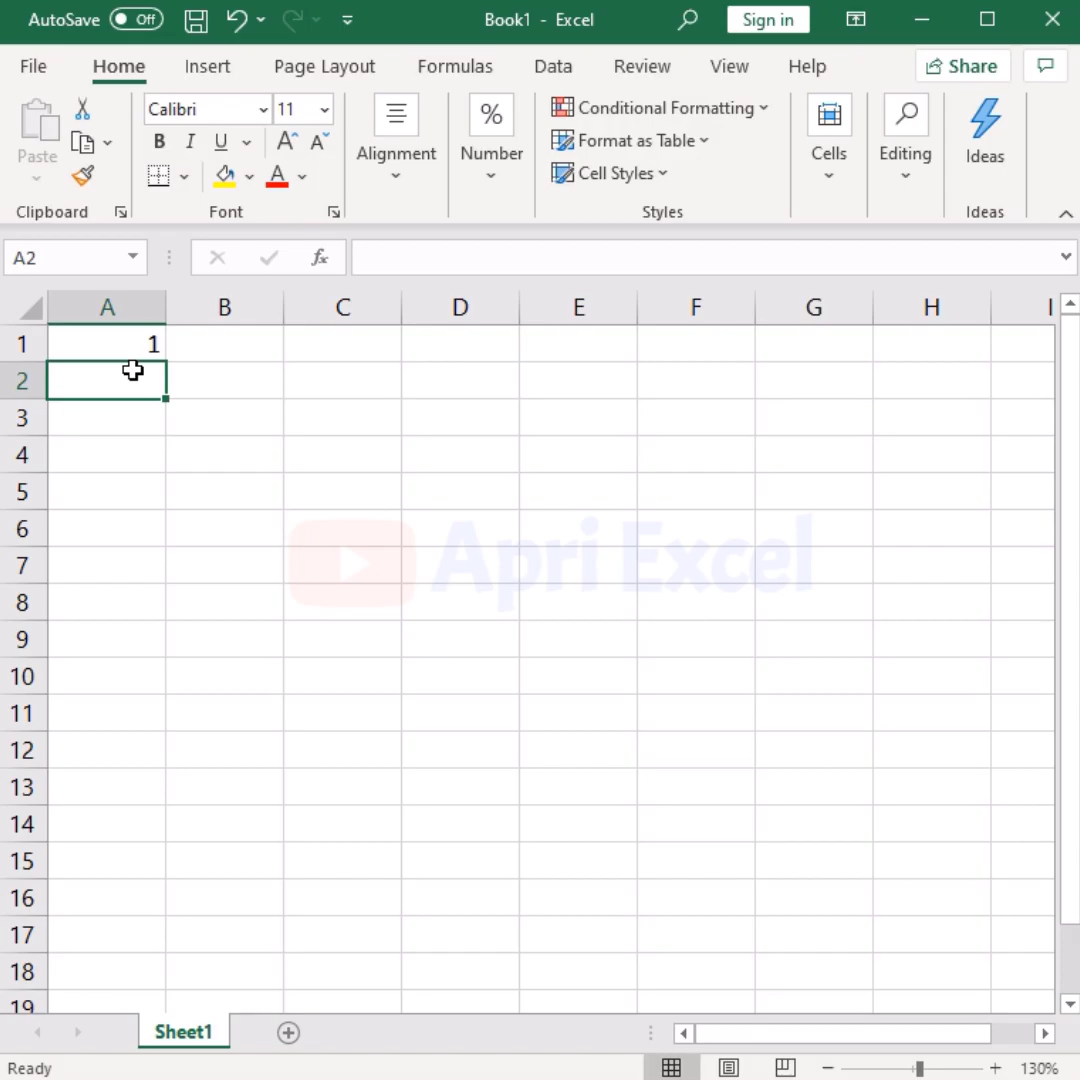 AutoSave Off Book1 - Excel Sign in
File Home Insert Page Layout Formulas Data Review View Help Share
Calibri 11 Conditional Formatting
Paste B I U A A Alignment % Number Format as Table Cells Editing Ideas
A Cell Styles
Clipboard Font Styles Ideas
A2 fx
A B C D E F G H I
1 1
2
3
4
5
6
7 Apri Excel
8
9
10
11
12
13
14
15
16
17
18
19
Sheet1
Ready 130%